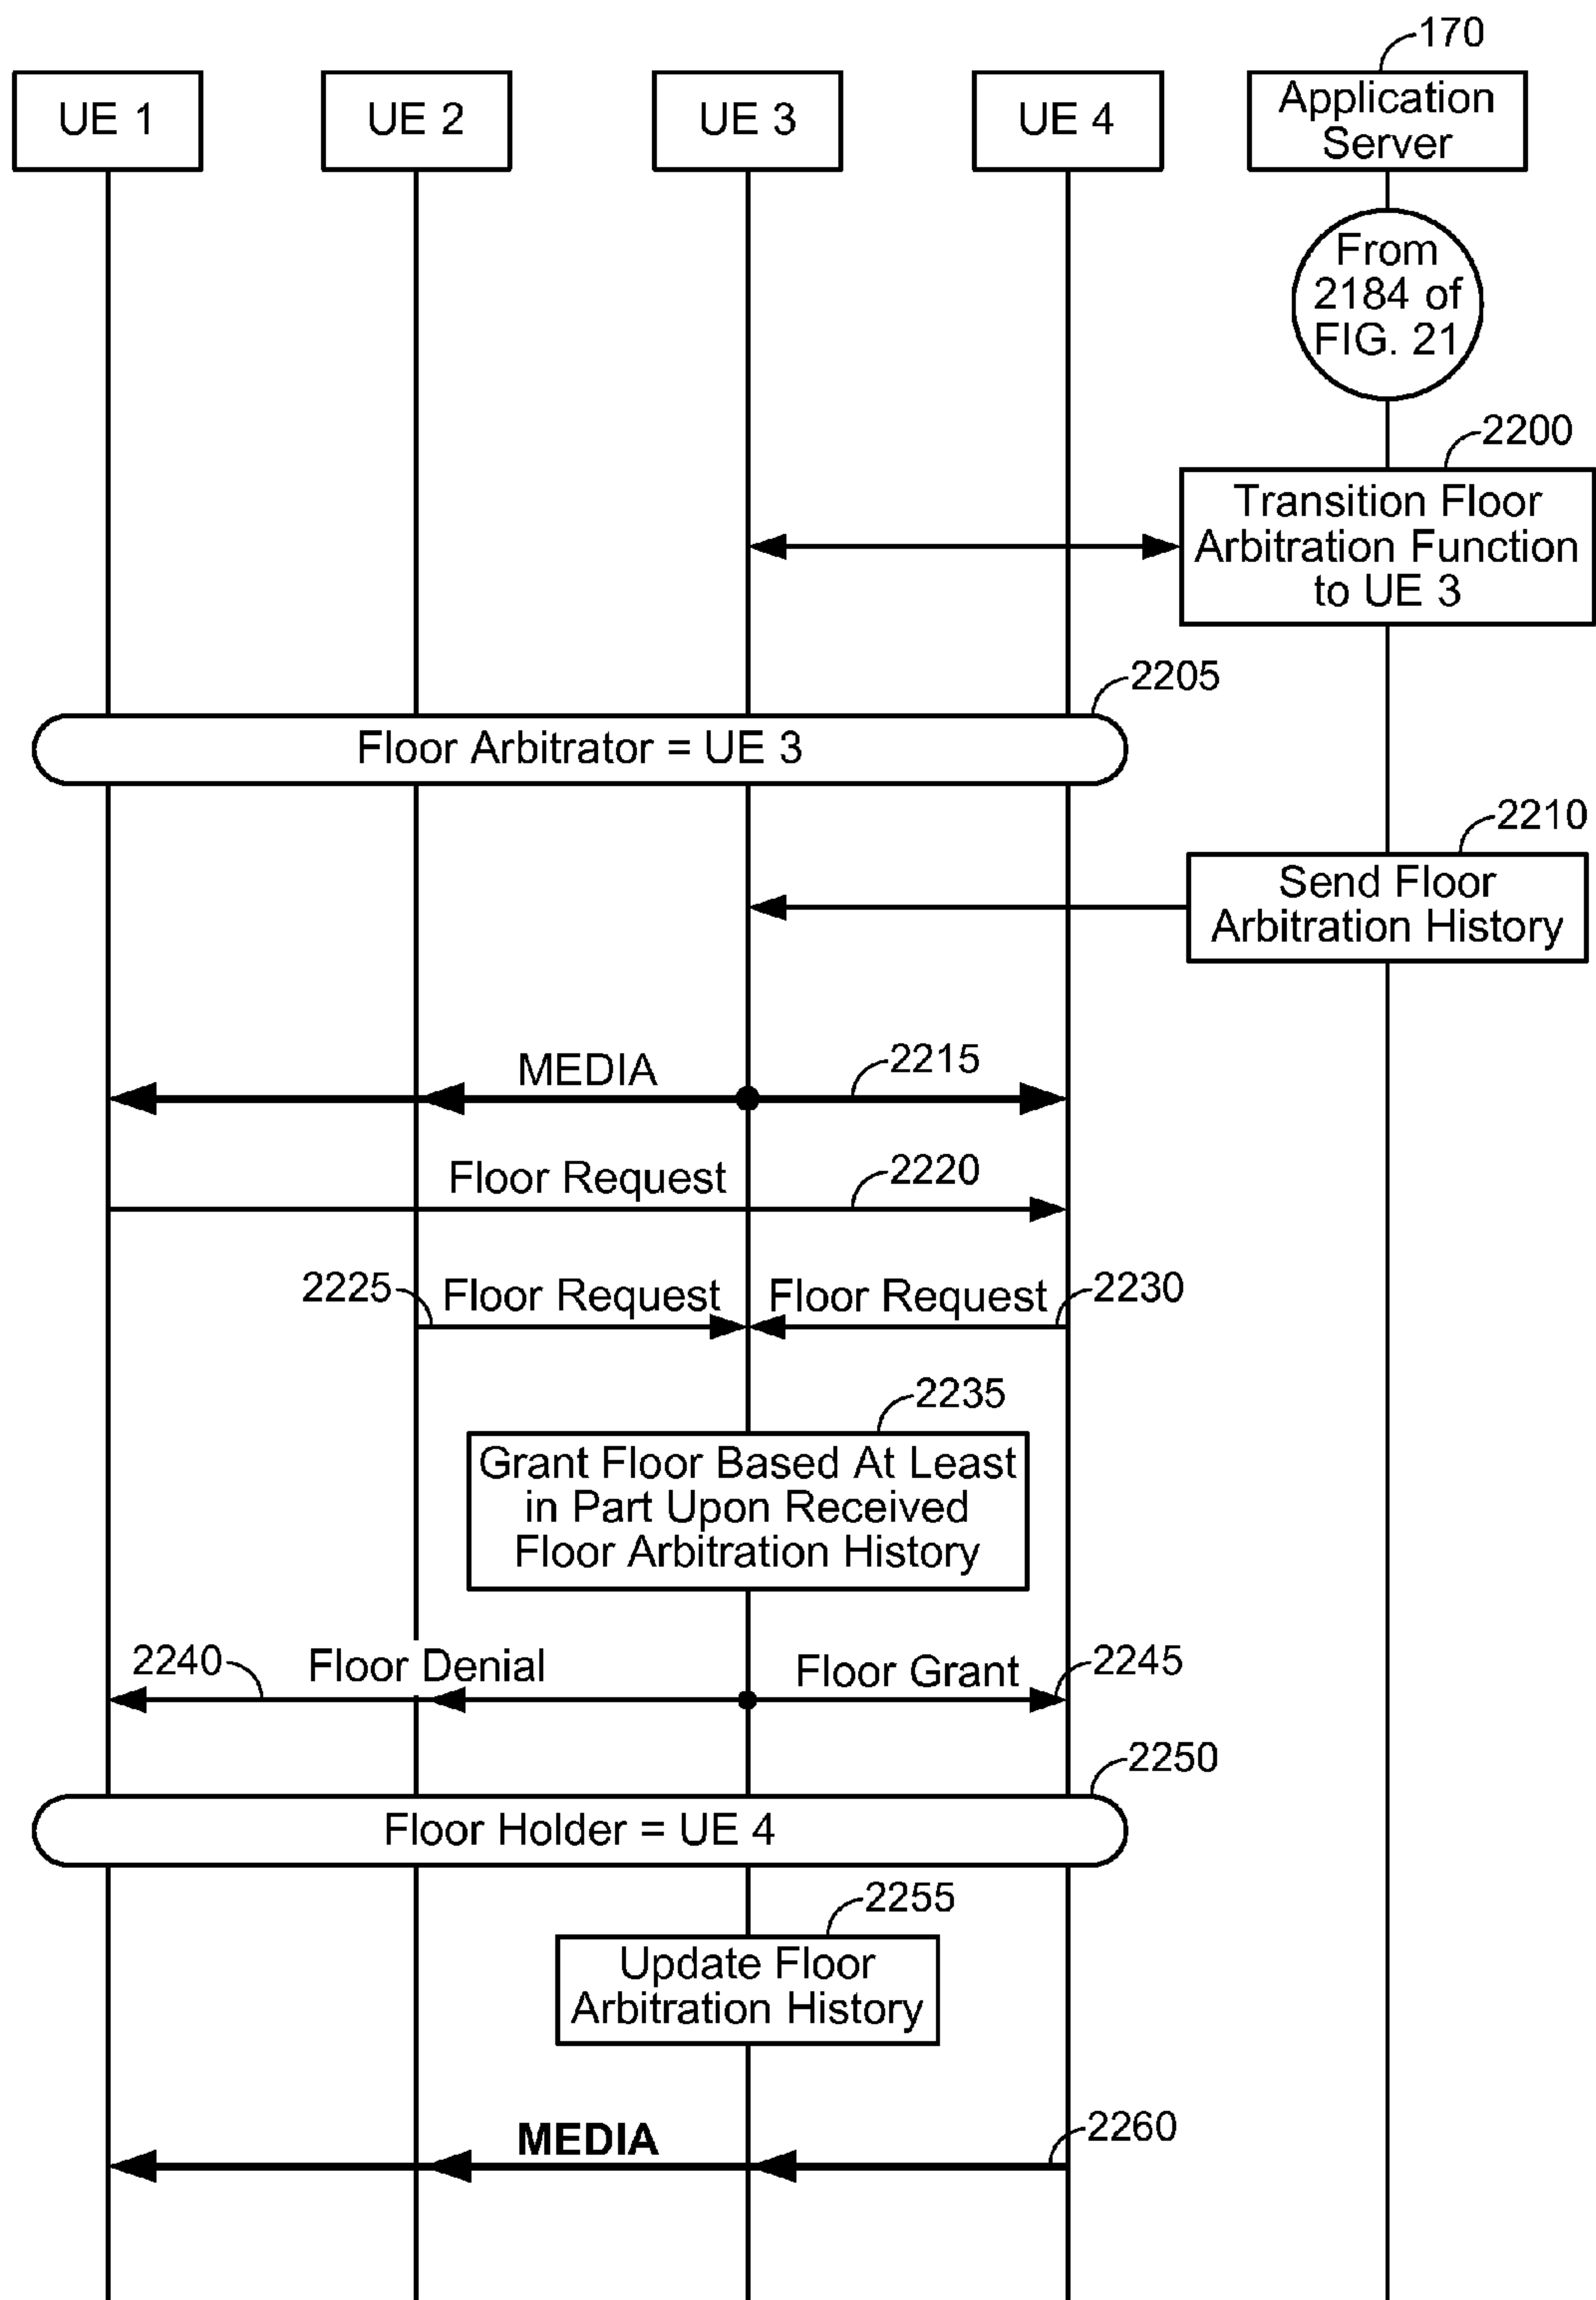 170
UE 1
UE 2
UE 3
UE 4
Application
Server
From
2184 of
FIG. 21
2200
Transition Floor
Arbitration Function
to UE 3
2205
Floor Arbitrator = UE 3
2210
Send Floor
Arbitration History
MEDIA
2215
Floor Request
2220
2225
Floor Request
Floor Request
2230
2235
Grant Floor Based At Least
in Part Upon Received
Floor Arbitration History
2240
Floor Denial
Floor Grant
2245
2250
Floor Holder = UE 4
2255
Update Floor
Arbitration History
MEDIA
2260